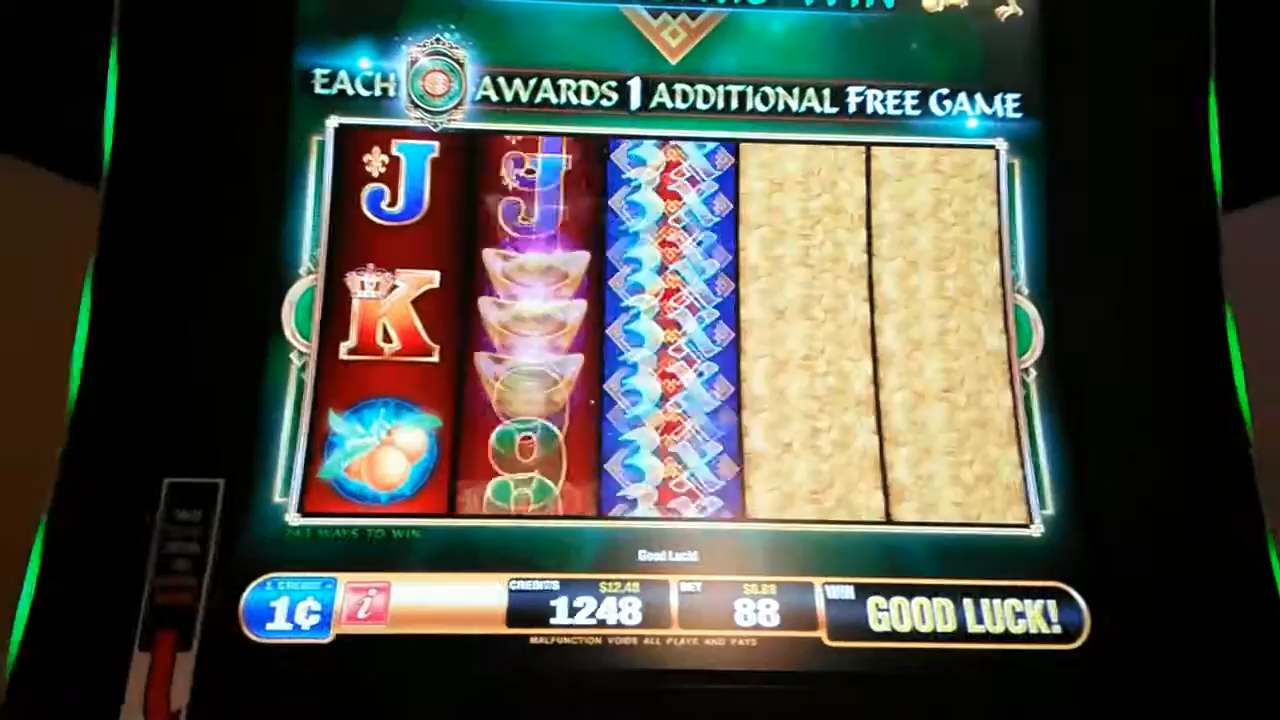 WIN
EACH AWARDS 1 ADDITIONAL FREE GAME
J
J
K
243 WAYS TO WIN
Good Luck!
1 CREDIT =
1¢
i
CREDITS $12.48
1248
BET $0.88
88
WIN
GOOD LUCK!
MALFUNCTION VOIDS ALL PLAYS AND PAYS